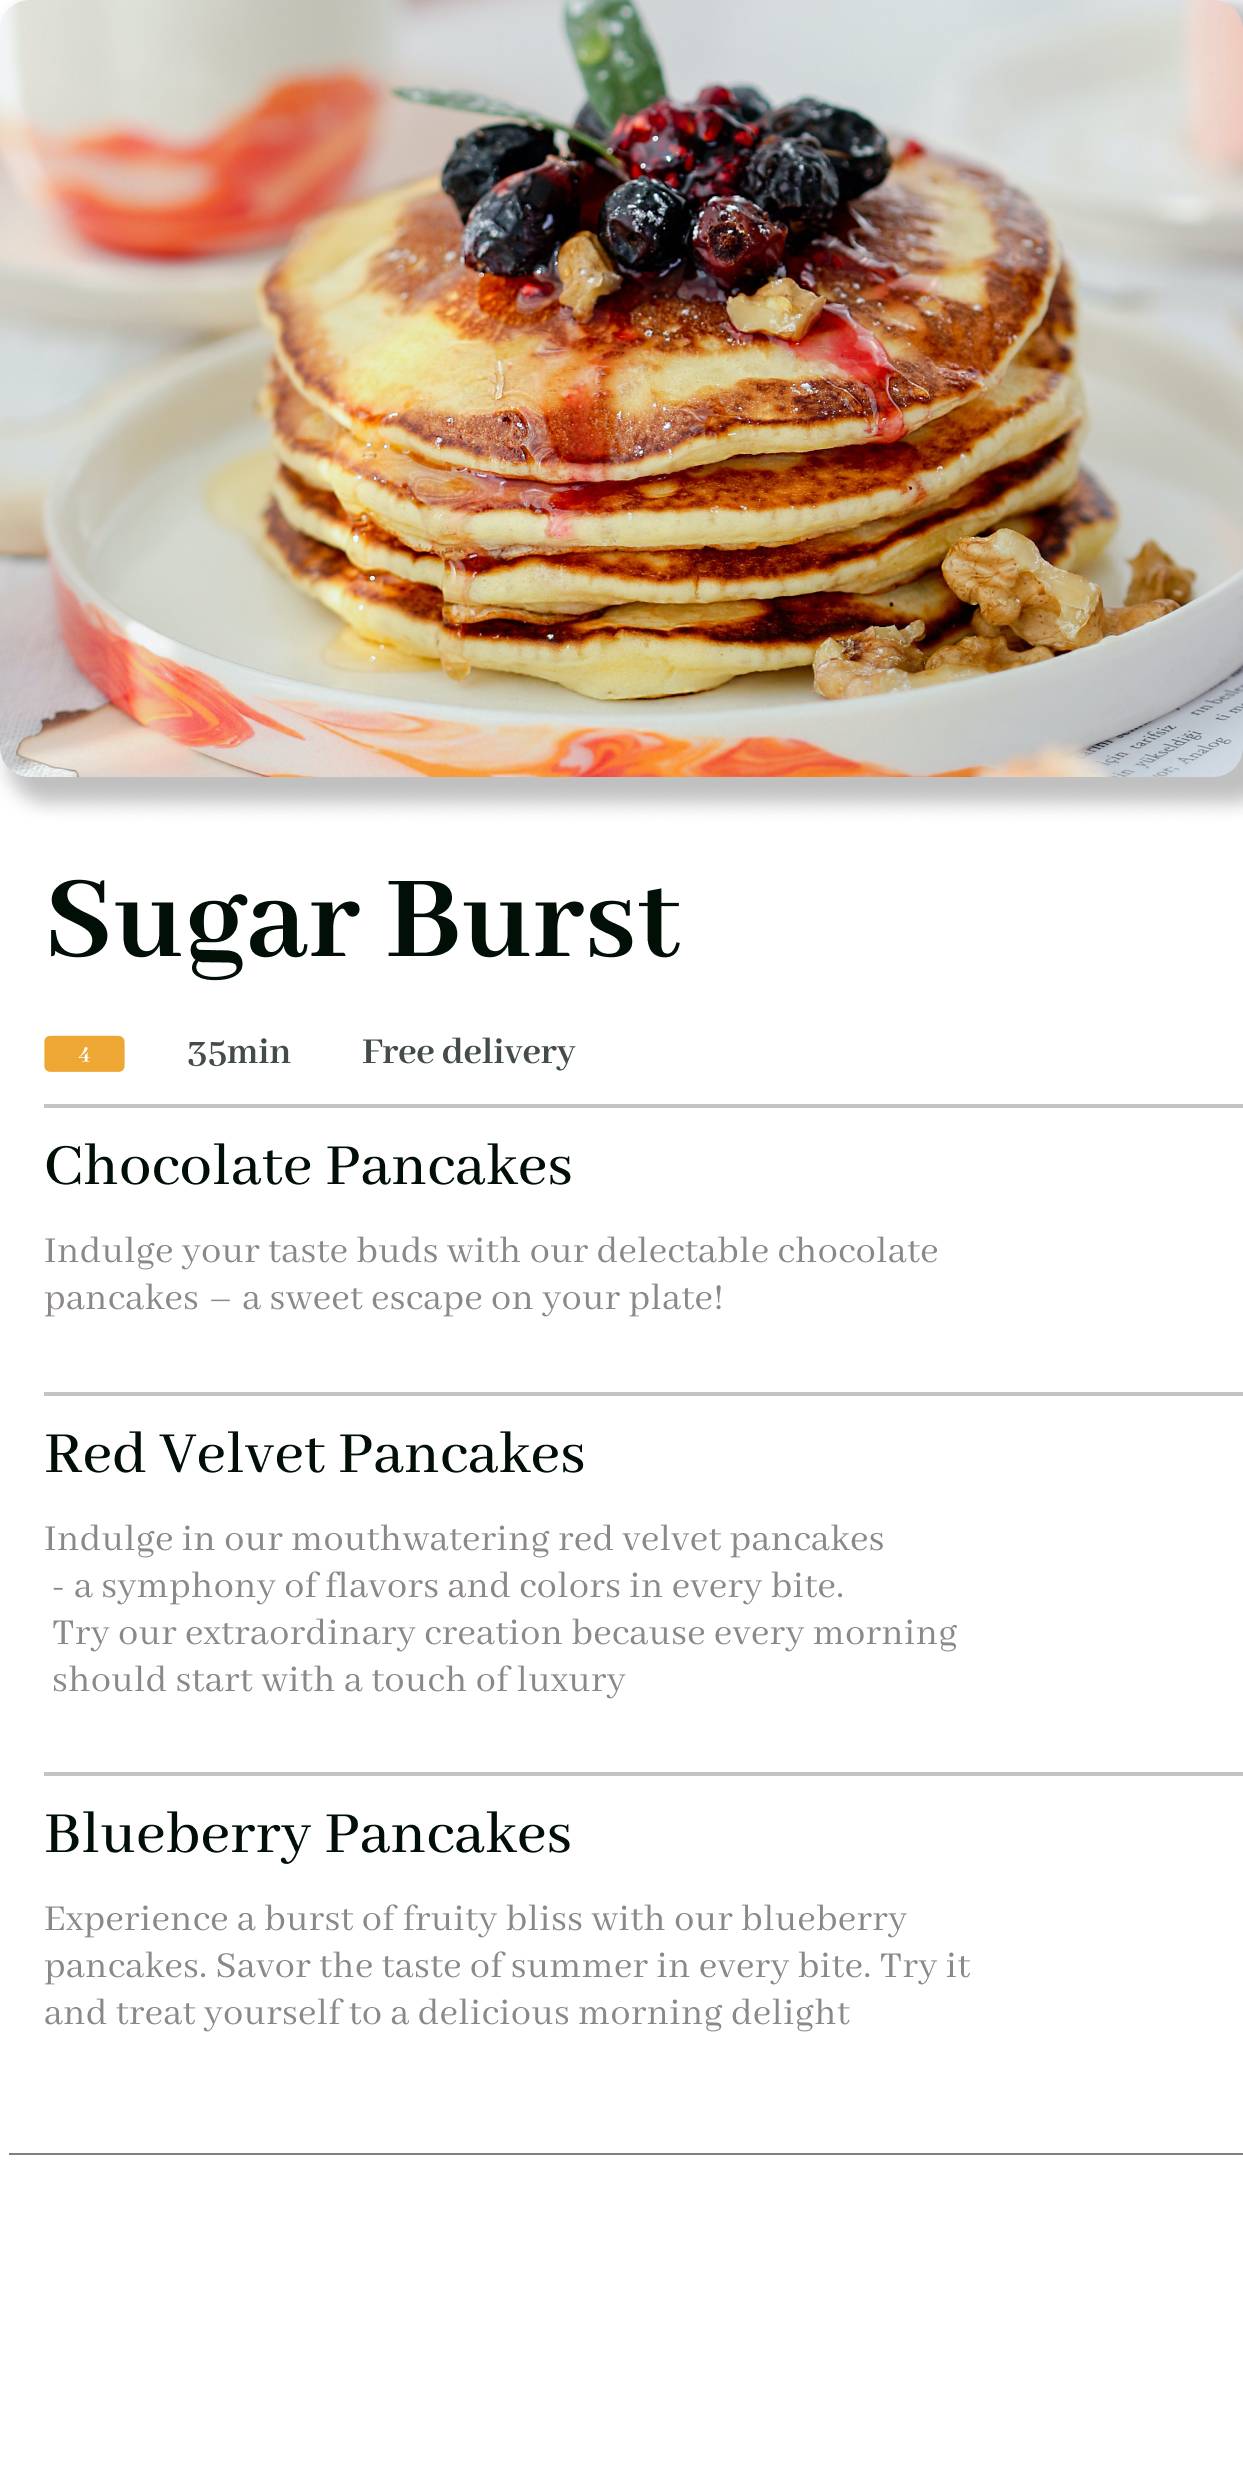 Sugar Burst
4 35min Free delivery
Chocolate Pancakes
Indulge your taste buds with our delectable chocolate
pancakes – a sweet escape on your plate!
Red Velvet Pancakes
Indulge in our mouthwatering red velvet pancakes
- a symphony of flavors and colors in every bite.
Try our extraordinary creation because every morning
should start with a touch of luxury
Blueberry Pancakes
Experience a burst of fruity bliss with our blueberry
pancakes. Savor the taste of summer in every bite. Try it
and treat yourself to a delicious morning delight
için tarifsiz
yükseldiği
Analog